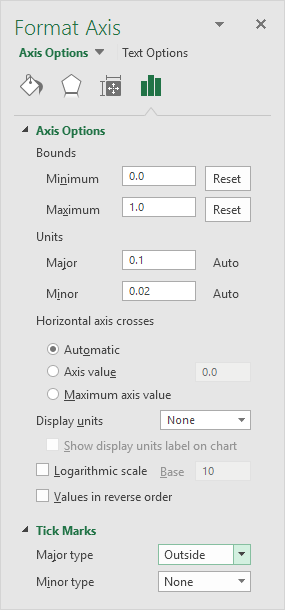 Format Axis
Axis Options Text Options
Axis Options
Bounds
Minimum 0.0 Reset
Maximum 1.0 Reset
Units
Major 0.1 Auto
Minor 0.02 Auto
Horizontal axis crosses
Automatic
Axis value 0.0
Maximum axis value
Display units None
Show display units label on chart
Logarithmic scale Base 10
Values in reverse order
Tick Marks
Major type Outside
Minor type None